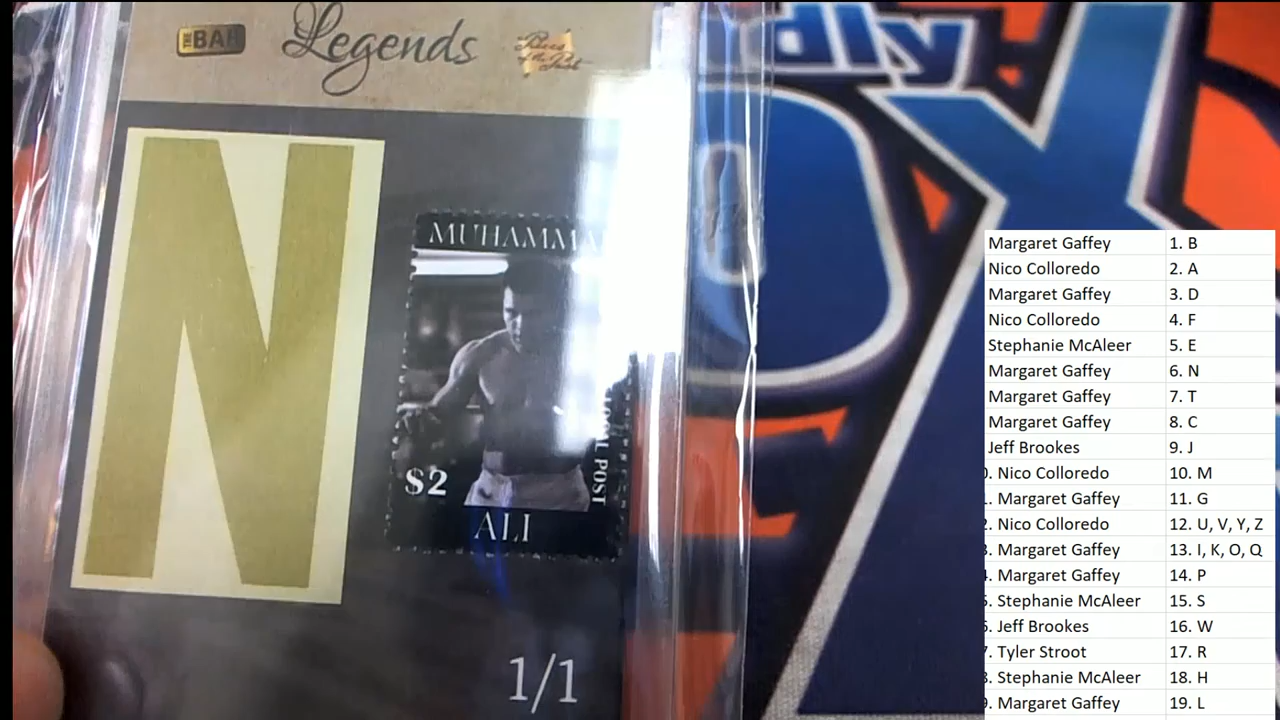 THE BAR Legends Pieces of the Past
dly
OX
N
MUHAMMA
$2
LOCAL POST
ALI
1/1
Margaret Gaffey 1. B
Nico Colloredo 2. A
Margaret Gaffey 3. D
Nico Colloredo 4. F
Stephanie McAleer 5. E
Margaret Gaffey 6. N
Margaret Gaffey 7. T
Margaret Gaffey 8. C
Jeff Brookes 9. J
. Nico Colloredo 10. M
. Margaret Gaffey 11. G
. Nico Colloredo 12. U, V, Y, Z
. Margaret Gaffey 13. I, K, O, Q
. Margaret Gaffey 14. P
. Stephanie McAleer 15. S
. Jeff Brookes 16. W
. Tyler Stroot 17. R
. Stephanie McAleer 18. H
. Margaret Gaffey 19. L